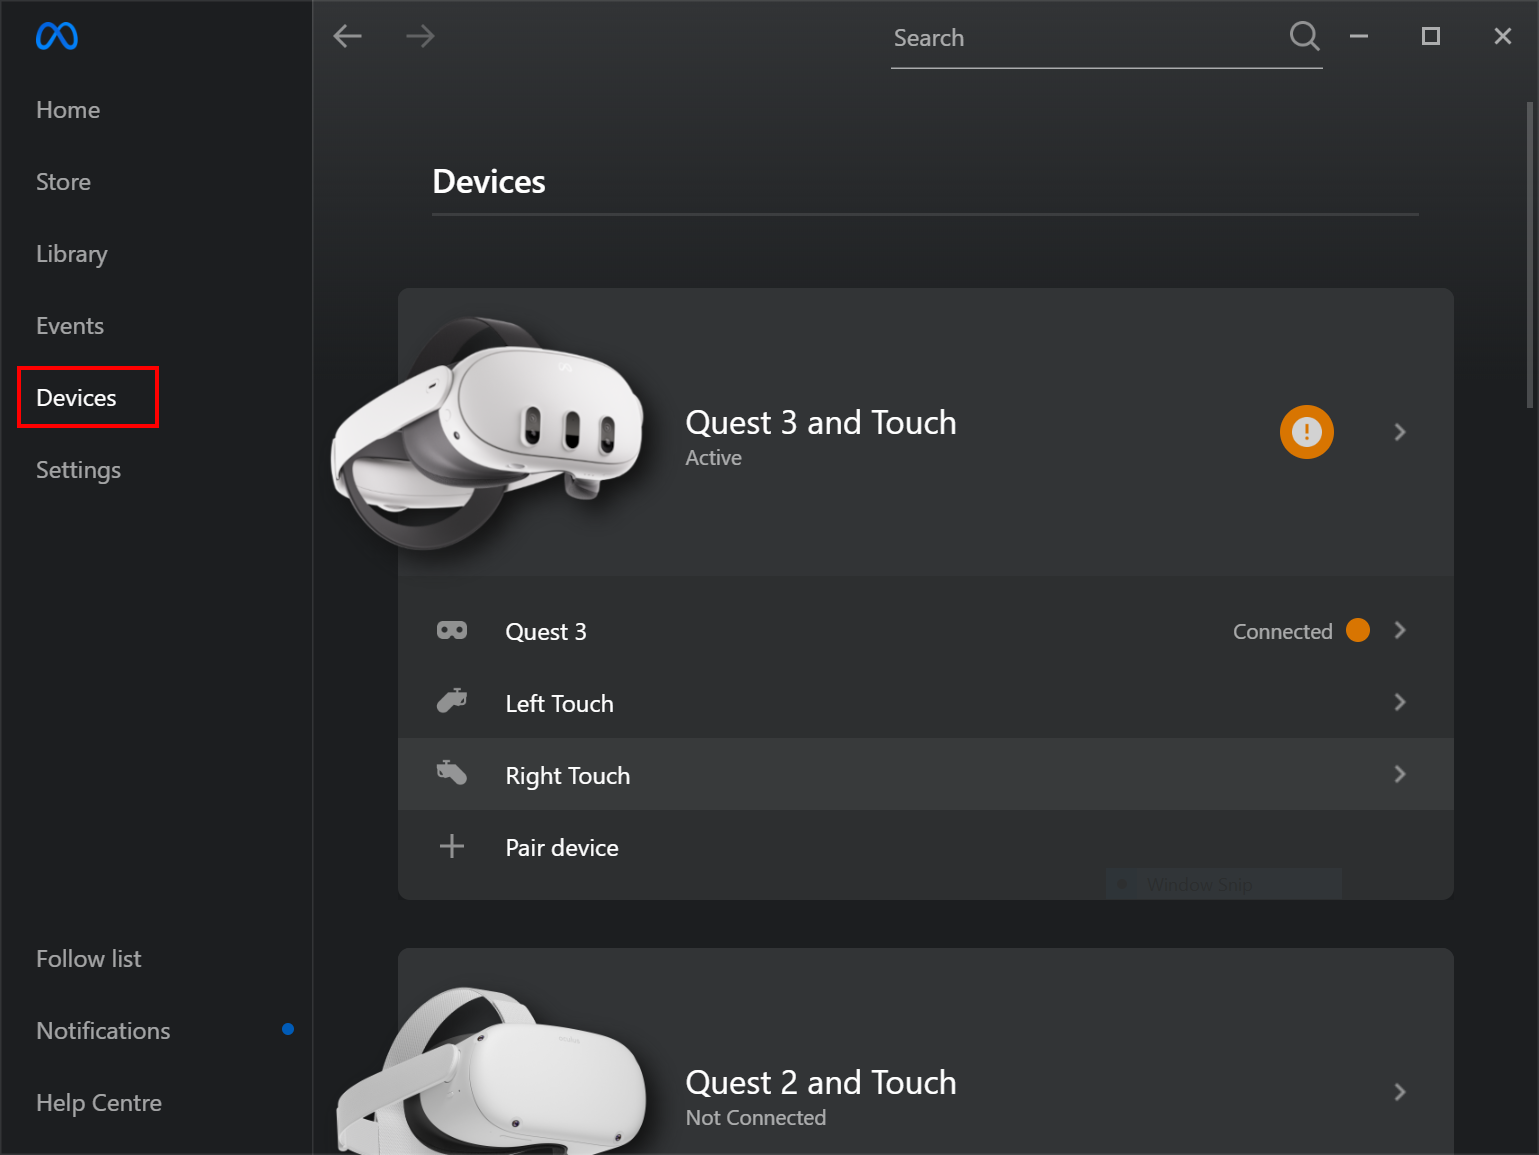 Search
Home
Store
Library
Events
Devices
Settings
Follow list
Notifications
Help Centre
Devices
Quest 3 and Touch
Active
Quest 3
Connected
Left Touch
Right Touch
Pair device
Window Snip
Quest 2 and Touch
Not Connected